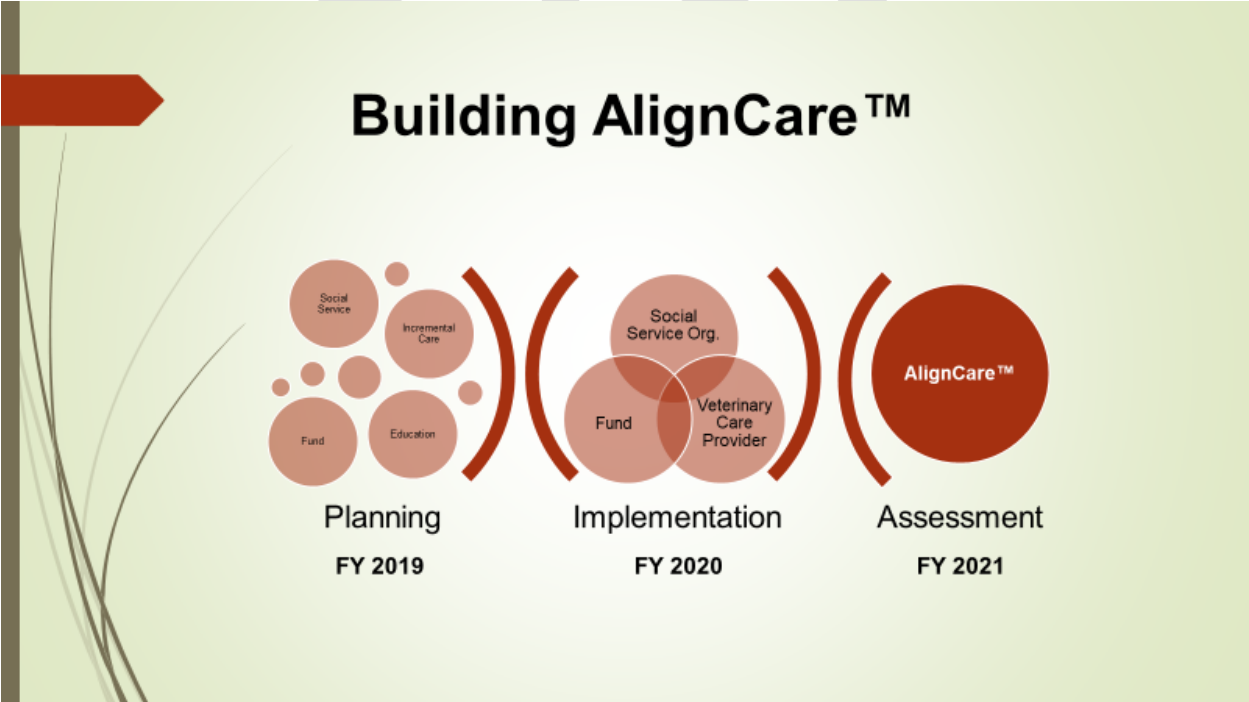 Building AlignCare™
Social
Service
Incremental
Care
Fund
Education
Social
Service Org.
Fund
Veterinary
Care
Provider
AlignCare™
Planning
Implementation
Assessment
FY 2019
FY 2020
FY 2021